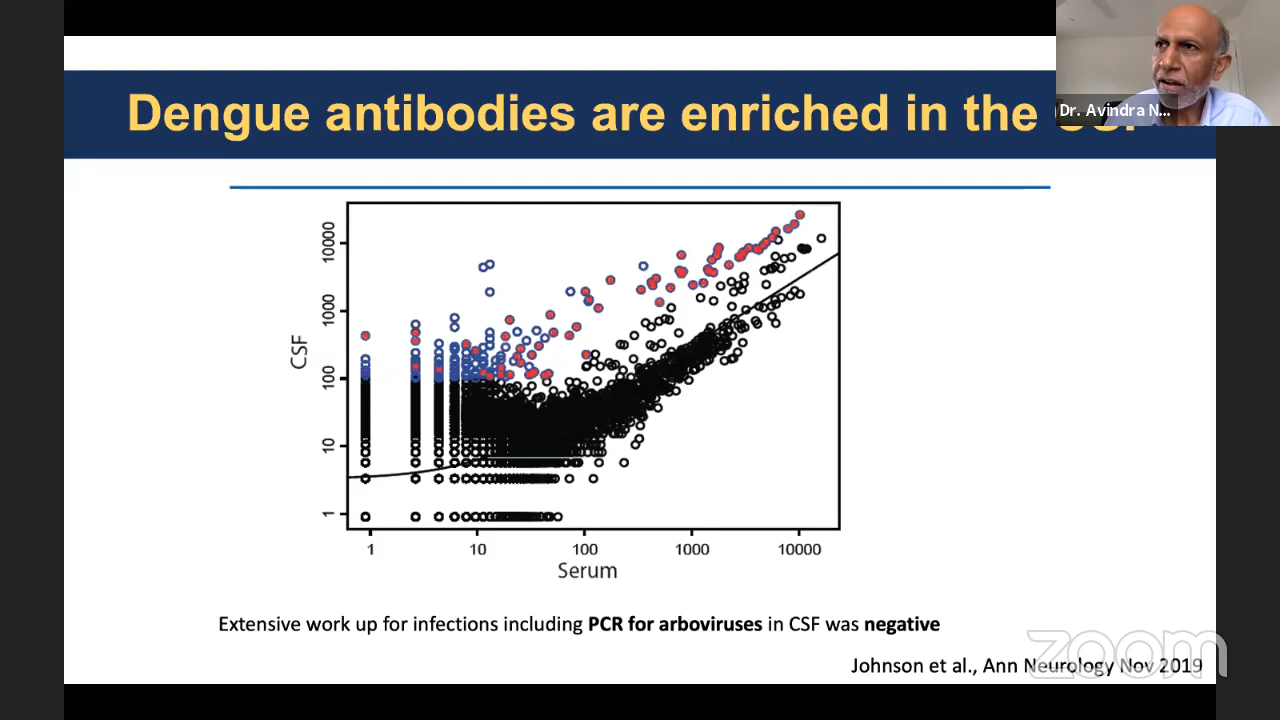 Dengue antibodies are enriched in the
Dr. Avindra N...
10000
1000
100
10
1
CSF
1
10
100
1000
10000
Serum
Extensive work up for infections including PCR for arboviruses in CSF was negative
zoom
Johnson et al., Ann Neurology Nov 2019